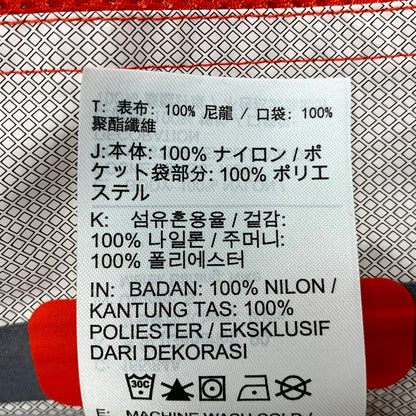 T: 表布: 100% 尼龍 / 口袋: 100%
聚酯纖維
J:本体: 100% ナイロン / ポ
ケット袋部分: 100% ポリエ
ステル
K: 섬유혼용율 / 겉감:
100% 나일론 / 주머니:
100% 폴리에스터
IN: BADAN: 100% NILON /
KANTUNG TAS: 100%
POLIESTER / EKSKLUSIF
DARI DEKORASI
30C
E: MACHINE WASH COLD /